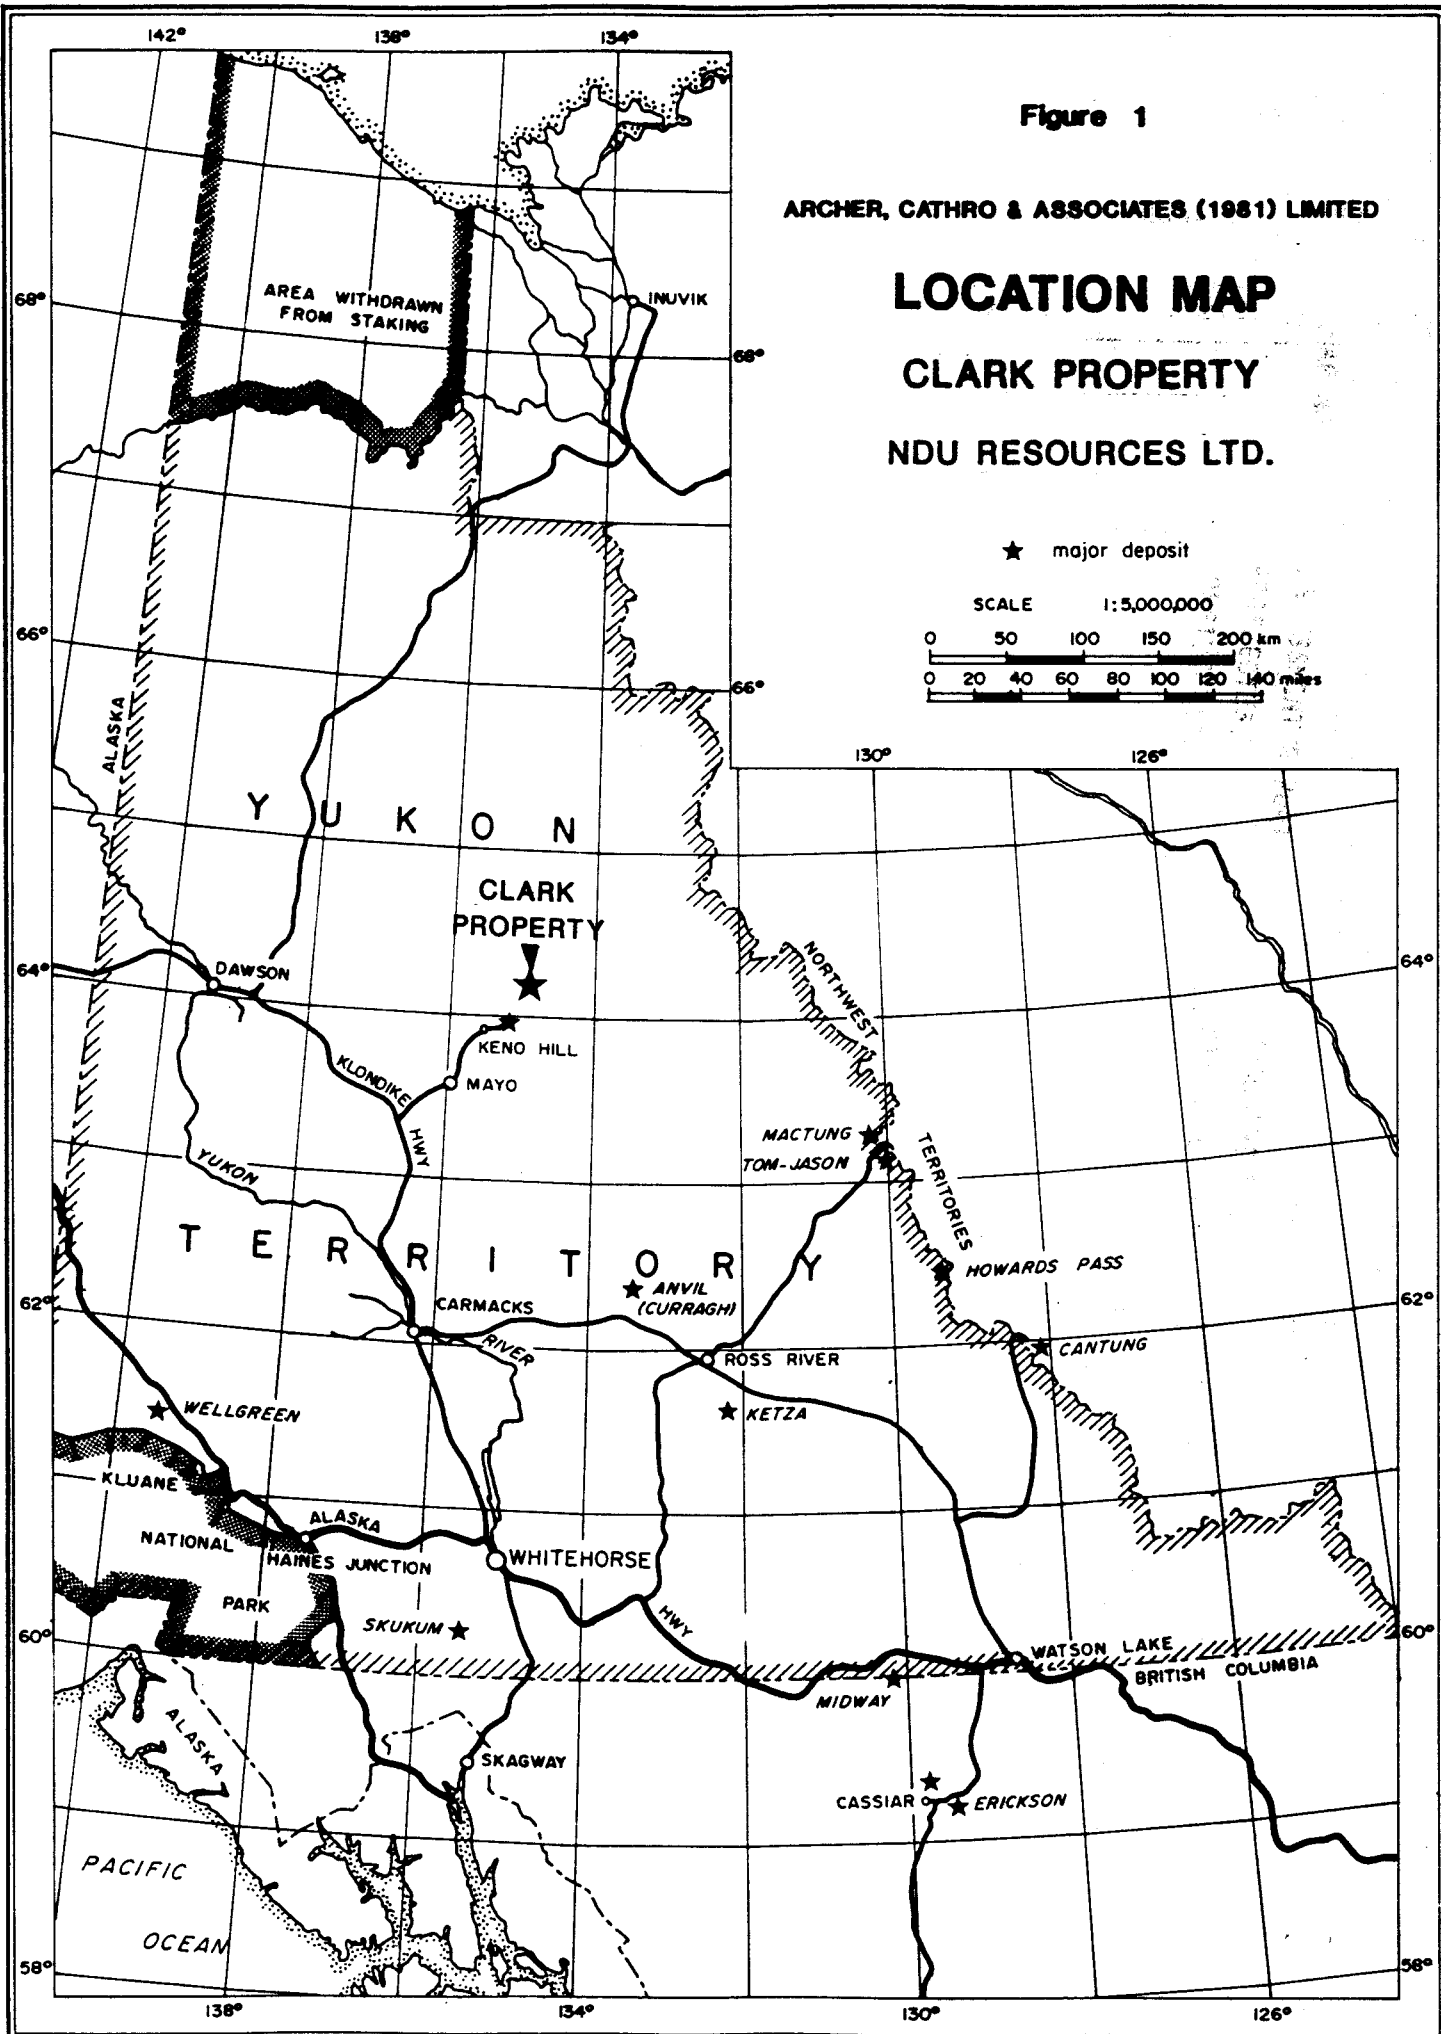 142°
138°
134°
Figure 1
ARCHER, CATHRO & ASSOCIATES (1981) LIMITED
LOCATION MAP
CLARK PROPERTY
NDU RESOURCES LTD.
★ major deposit
SCALE 1:5,000,000
0 50 100 150 200 km
0 20 40 60 80 100 120 140 miles
AREA WITHDRAWN
FROM STAKING
INUVIK
68°
68°
66°
66°
130°
126°
ALASKA
YUKON
CLARK
PROPERTY
DAWSON
64°
64°
NORTHWEST
KENO HILL
KLONDIKE
MAYO
HWY
MACTUNG
TOM-JASON
TERRITORIES
YUKON
TERRITORY
HOWARDS PASS
ANVIL
(CURRAGH)
62°
62°
CARMACKS
RIVER
ROSS RIVER
CANTUNG
WELLGREEN
KETZA
KLUANE
ALASKA
NATIONAL
HAINES JUNCTION
WHITEHORSE
PARK
SKUKUM
HWY
60°
60°
WATSON LAKE
BRITISH COLUMBIA
MIDWAY
ALASKA
SKAGWAY
CASSIAR
ERICKSON
PACIFIC
OCEAN
58°
58°
138°
134°
130°
126°